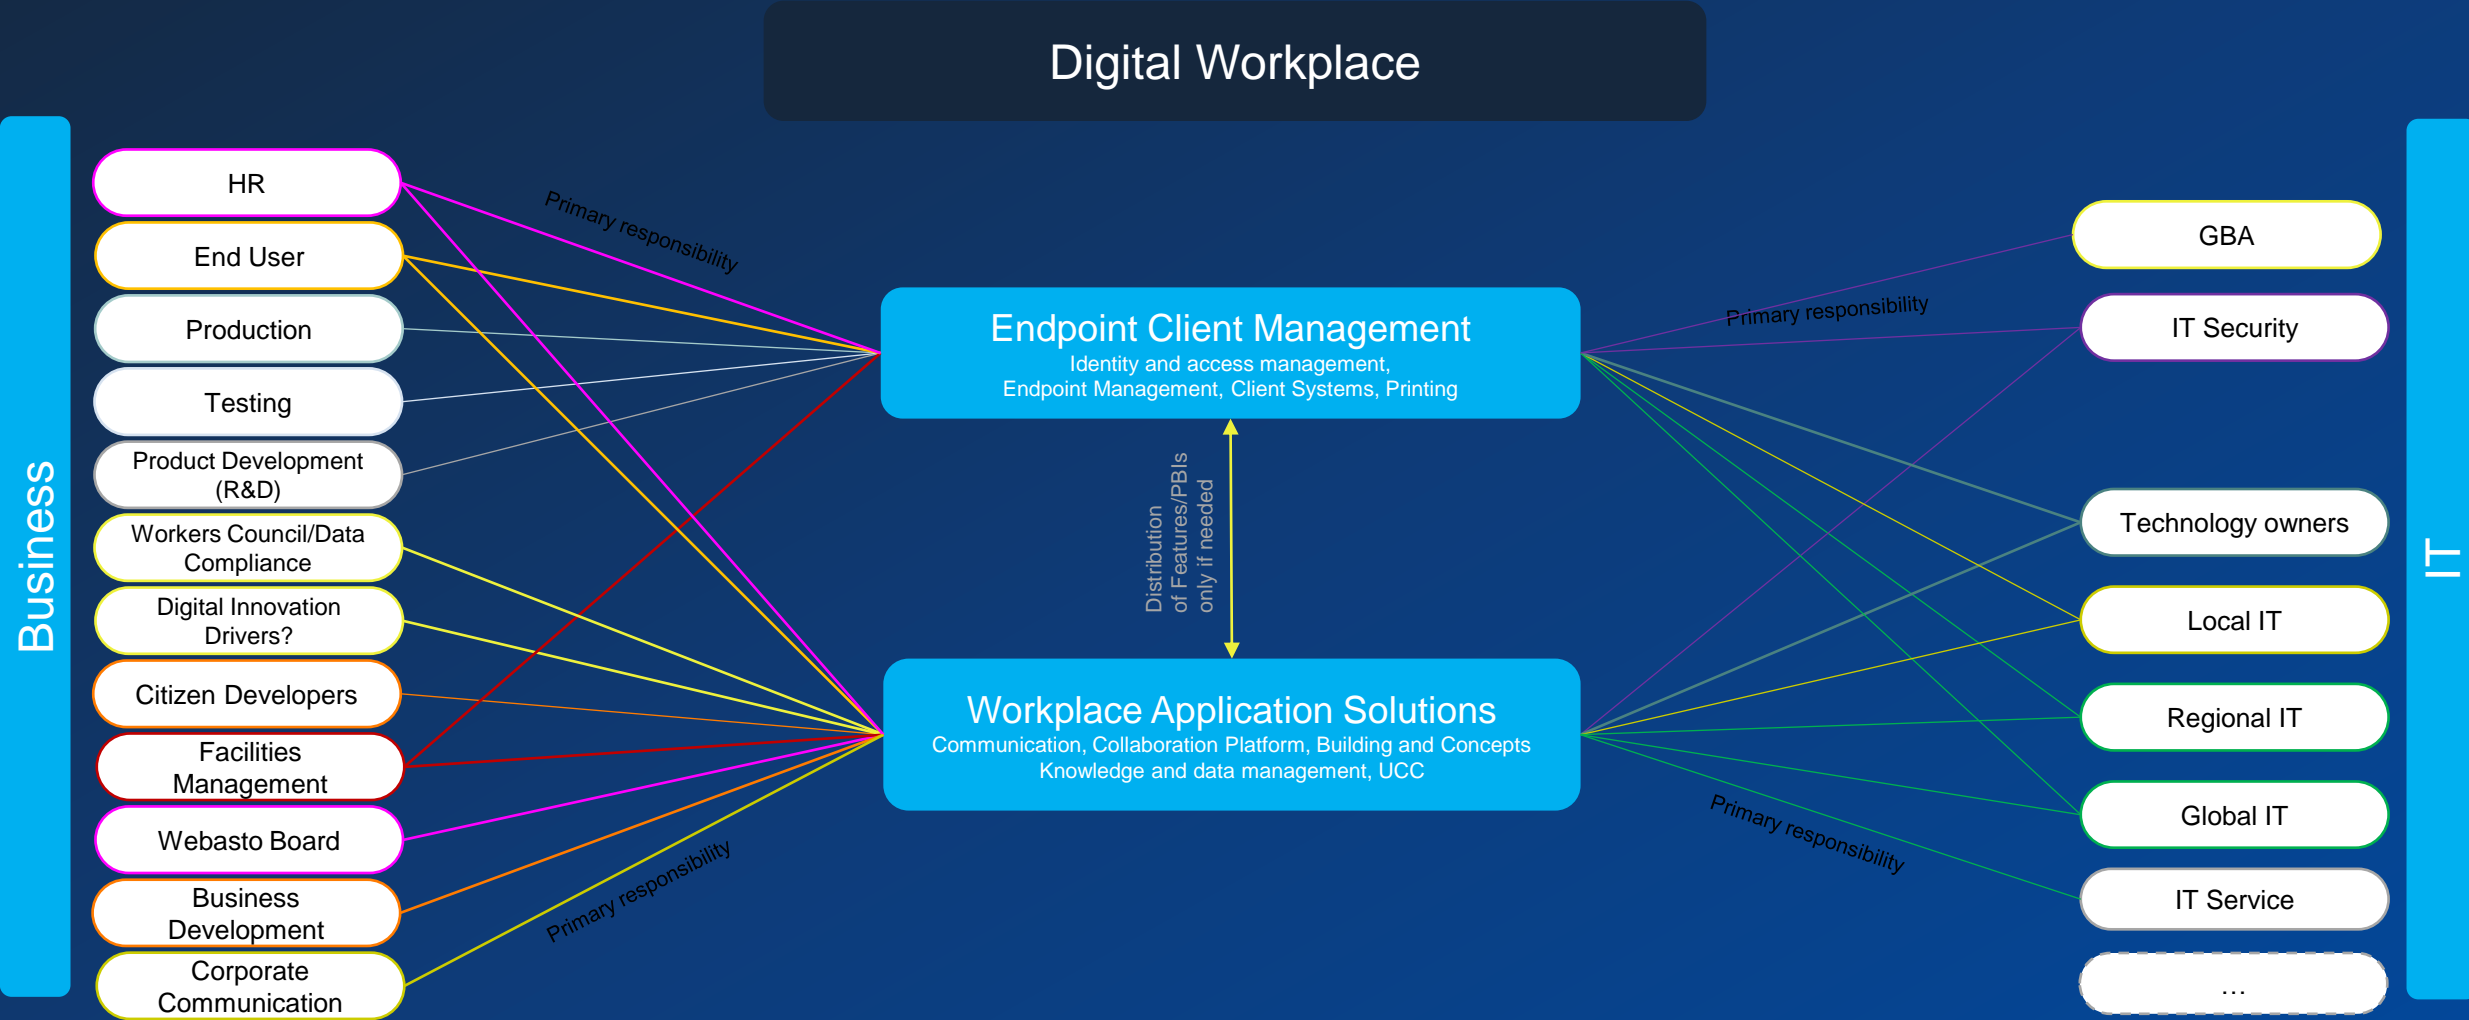 Digital Workplace
Business
HR
End User
Production
Testing
Product Development
(R&D)
Workers Council/Data
Compliance
Digital Innovation
Drivers?
Citizen Developers
Facilities
Management
Webasto Board
Business
Development
Corporate
Communication
Primary responsibility
Primary responsibility
Endpoint Client Management
Identity and access management,
Endpoint Management, Client Systems, Printing
Distribution
of Features/PBIs
only if needed
Workplace Application Solutions
Communication, Collaboration Platform, Building and Concepts
Knowledge and data management, UCC
Primary responsibility
Primary responsibility
GBA
IT Security
Technology owners
Local IT
Regional IT
Global IT
IT Service
...
IT